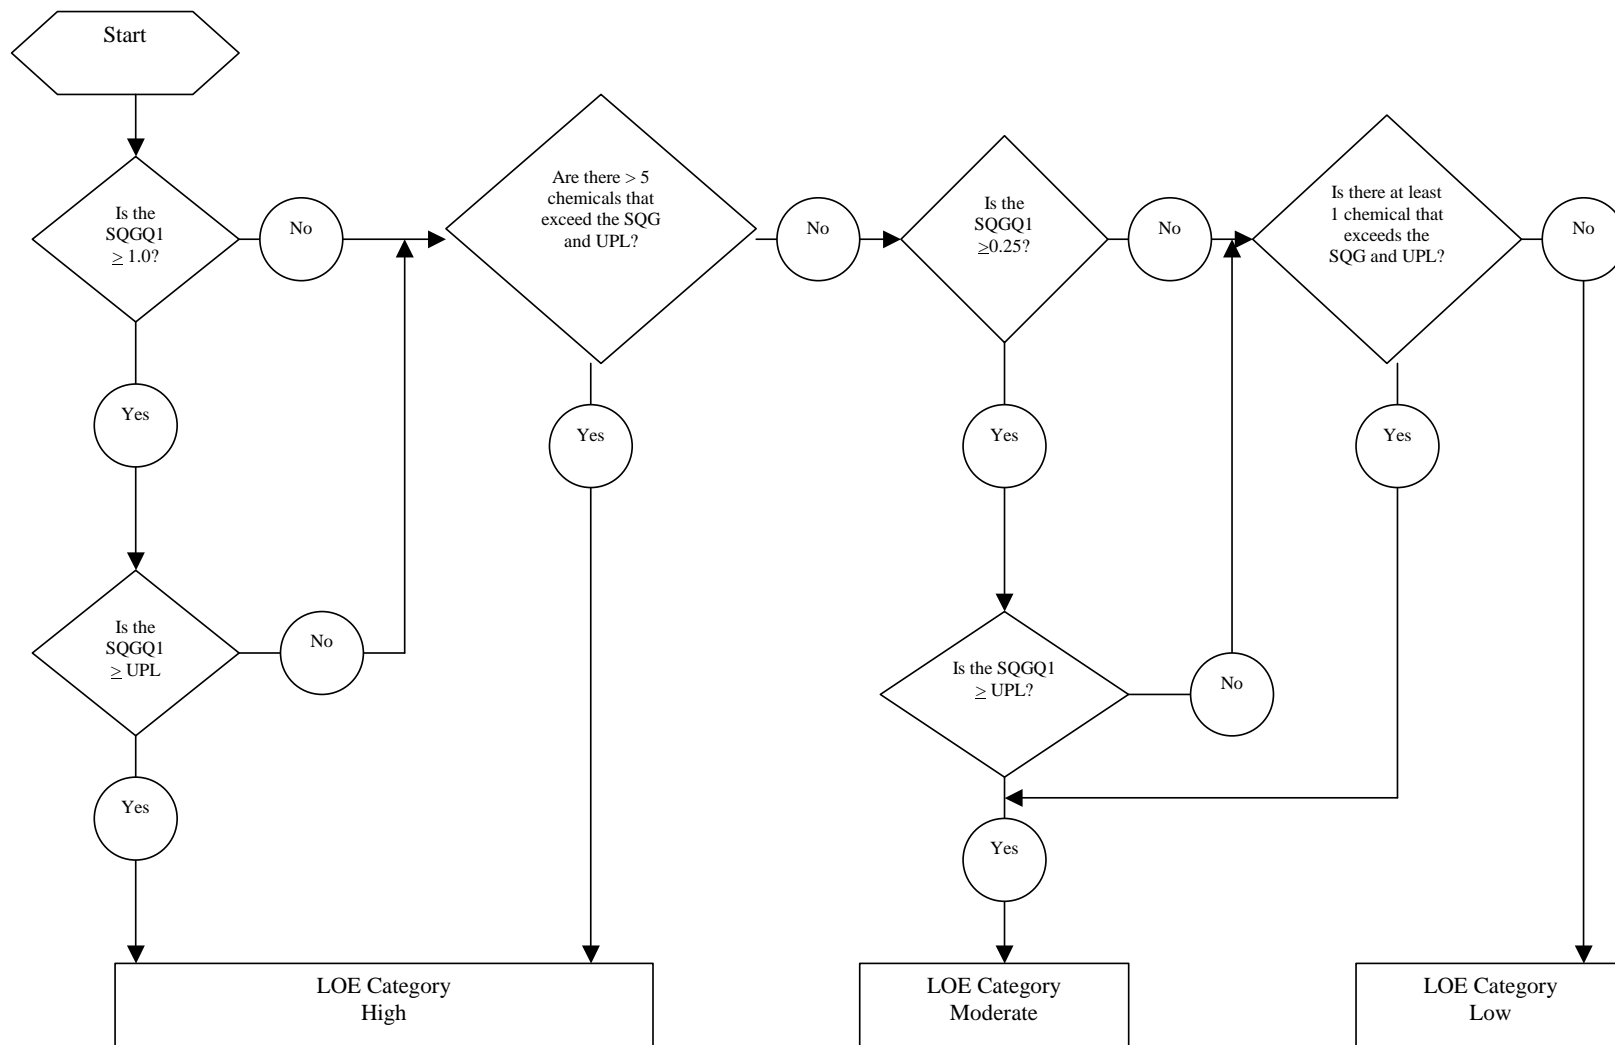 Start
Is the
SQGQ1
≥ 1.0?
No
Are there > 5
chemicals that
exceed the SQG
and UPL?
No
Is the
SQGQ1
≥0.25?
No
Is there at least
1 chemical that
exceeds the
SQG and UPL?
No
Yes
Yes
Yes
Yes
Is the
SQGQ1
≥ UPL
No
Is the SQGQ1
≥ UPL?
No
Yes
Yes
LOE Category
High
LOE Category
Moderate
LOE Category
Low